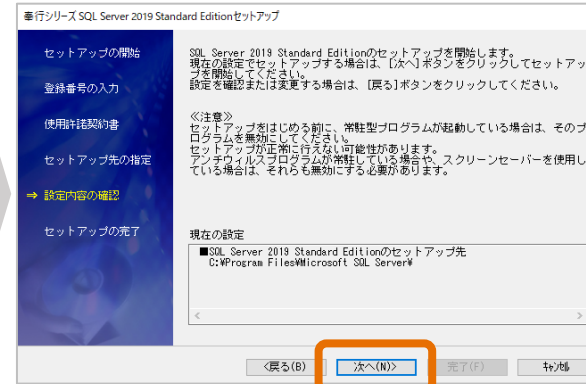 奉行シリーズ SQL Server 2019 Standard Editionセットアップ
セットアップの開始
登録番号の入力
使用許諾契約書
セットアップ先の指定
⇒ 設定内容の確認
セットアップの完了
SQL Server 2019 Standard Editionのセットアップを開始します。
現在の設定でセットアップする場合は、[次へ]ボタンをクリックしてセットアッ
プを開始してください。
設定を確認または変更する場合は、[戻る]ボタンをクリックしてください。
≪注意≫
セットアップをはじめる前に、常駐型プログラムが起動している場合は、そのプ
ログラムを無効にしてください。
セットアップが正常に行えない可能性があります。
アンチウィルスプログラムが常駐している場合や、スクリーンセーバーを使用し
ている場合は、それらも無効にする必要があります。
現在の設定
■SQL Server 2019 Standard Editionのセットアップ先
C:¥Program Files¥Microsoft SQL Server¥
<戻る(B) 次へ(N)> 完了(F) キャンセル